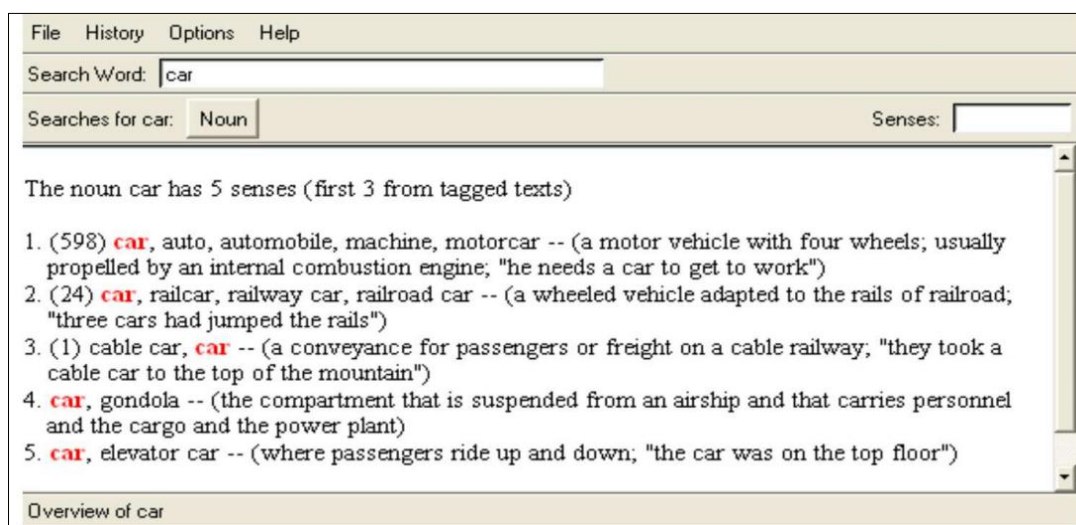 File History Options Help
Search Word: car
Searches for car: Noun Senses:
The noun car has 5 senses (first 3 from tagged texts)
1. (598) car, auto, automobile, machine, motorcar -- (a motor vehicle with four wheels; usually
propelled by an internal combustion engine; "he needs a car to get to work")
2. (24) car, railcar, railway car, railroad car -- (a wheeled vehicle adapted to the rails of railroad;
"three cars had jumped the rails")
3. (1) cable car, car -- (a conveyance for passengers or freight on a cable railway; "they took a
cable car to the top of the mountain")
4. car, gondola -- (the compartment that is suspended from an airship and that carries personnel
and the cargo and the power plant)
5. car, elevator car -- (where passengers ride up and down; "the car was on the top floor")
Overview of car